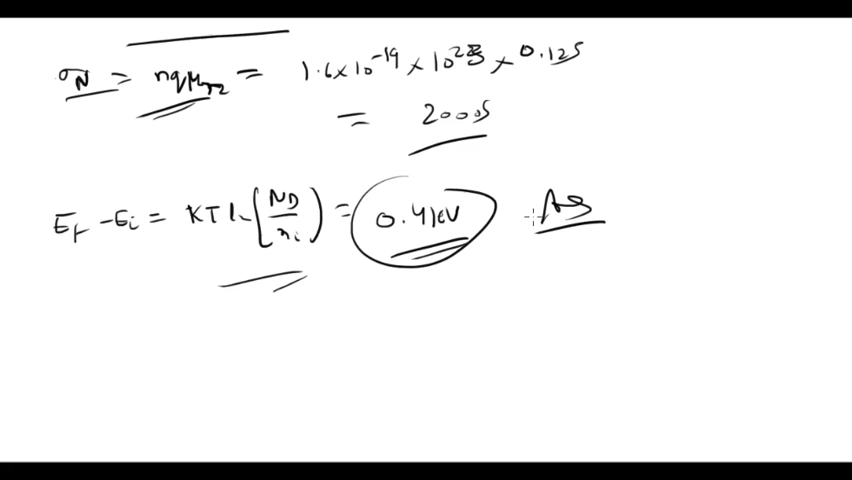 σN = nqμn = 1.6×10^-19 × 10^23 × 0.125
= 2000S
Ef - Ei = KT ln [ND/ni] = 0.41eV Ans